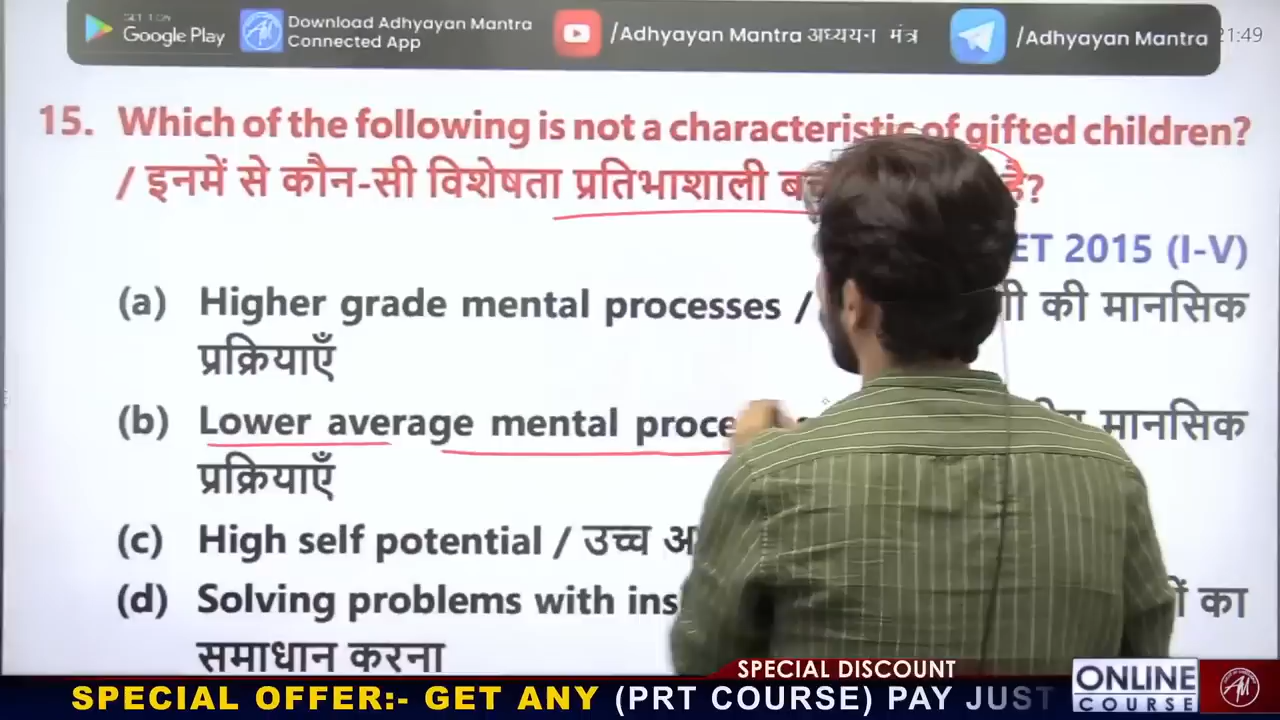 GET IT ON
Google Play
Download Adhyayan Mantra
Connected App
/Adhyayan Mantra अध्ययन मंत्र
/Adhyayan Mantra
21:49
15. Which of the following is not a characteristic of gifted children?
/ इनमें से कौन-सी विशेषता प्रतिभाशाली है?
2015 (I-V)
(a) Higher grade mental processes / की मानसिक
प्रक्रियाएँ
(b) Lower average mental मानसिक
प्रक्रियाएँ
(c) High self potential / उच्च
(d) Solving problems with का
समाधान करना
SPECIAL DISCOUNT
SPECIAL OFFER:- GET ANY (PRT COURSE) PAY JUST
ONLINE
COURSE